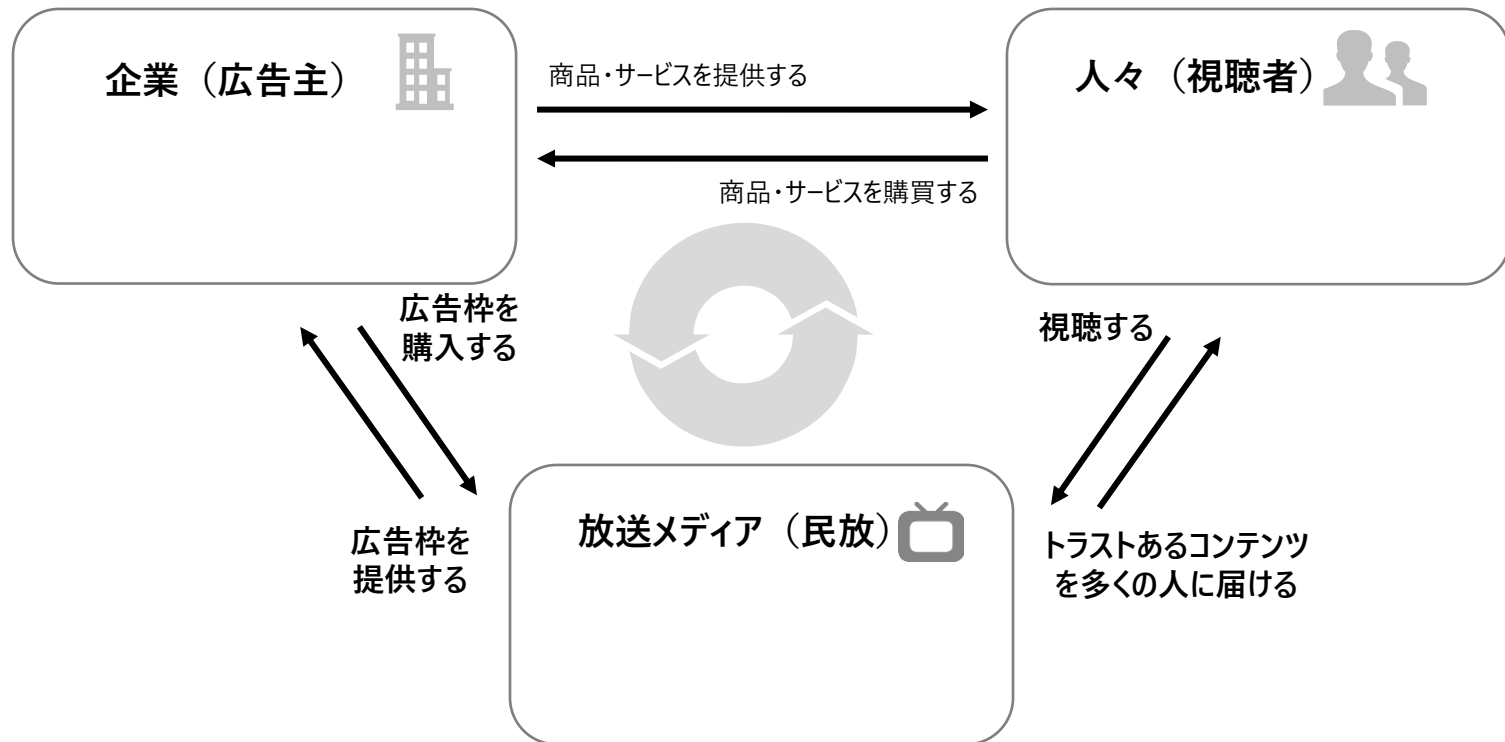 企業（広告主）
商品・サービスを提供する
人々（視聴者）
商品・サービスを購買する
広告枠を
購入する
視聴する
広告枠を
提供する
放送メディア（民放）
トラストあるコンテンツ
を多くの人に届ける